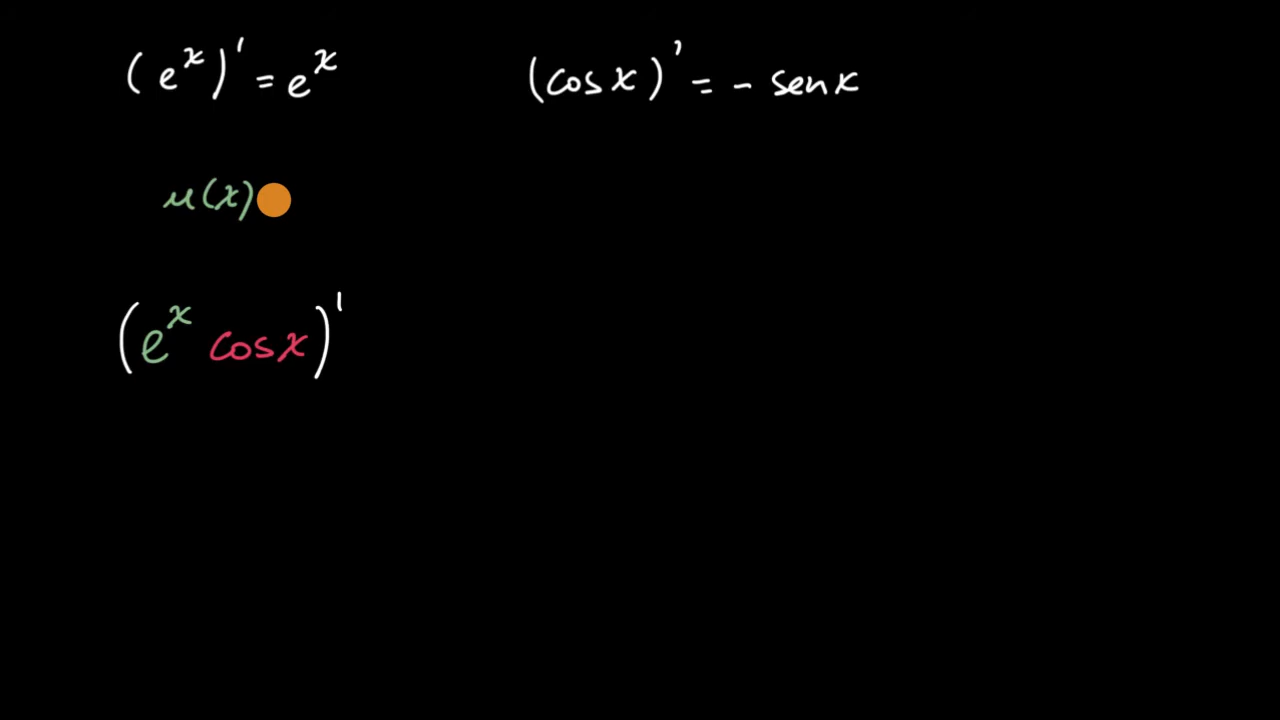 (e^x)' = e^x (cos x)' = - sen x
u(x)
(e^x cos x)'